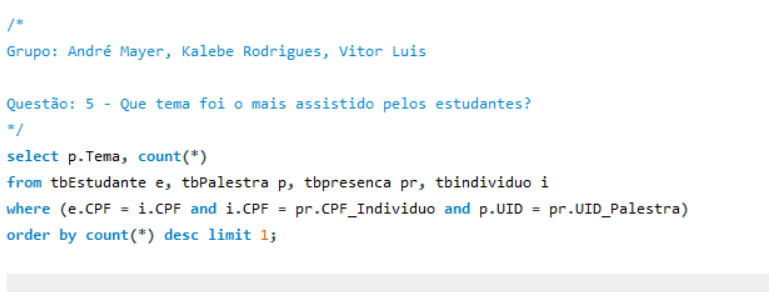 /*
Grupo: André Mayer, Kalebe Rodrigues, Vitor Luis
Questão: 5 - Que tema foi o mais assistido pelos estudantes?
*/
select p.Tema, count(*)
from tbEstudante e, tbPalestra p, tbpresenca pr, tbindividuo i
where (e.CPF = i.CPF and i.CPF = pr.CPF_Individuo and p.UID = pr.UID_Palestra)
order by count(*) desc limit 1;